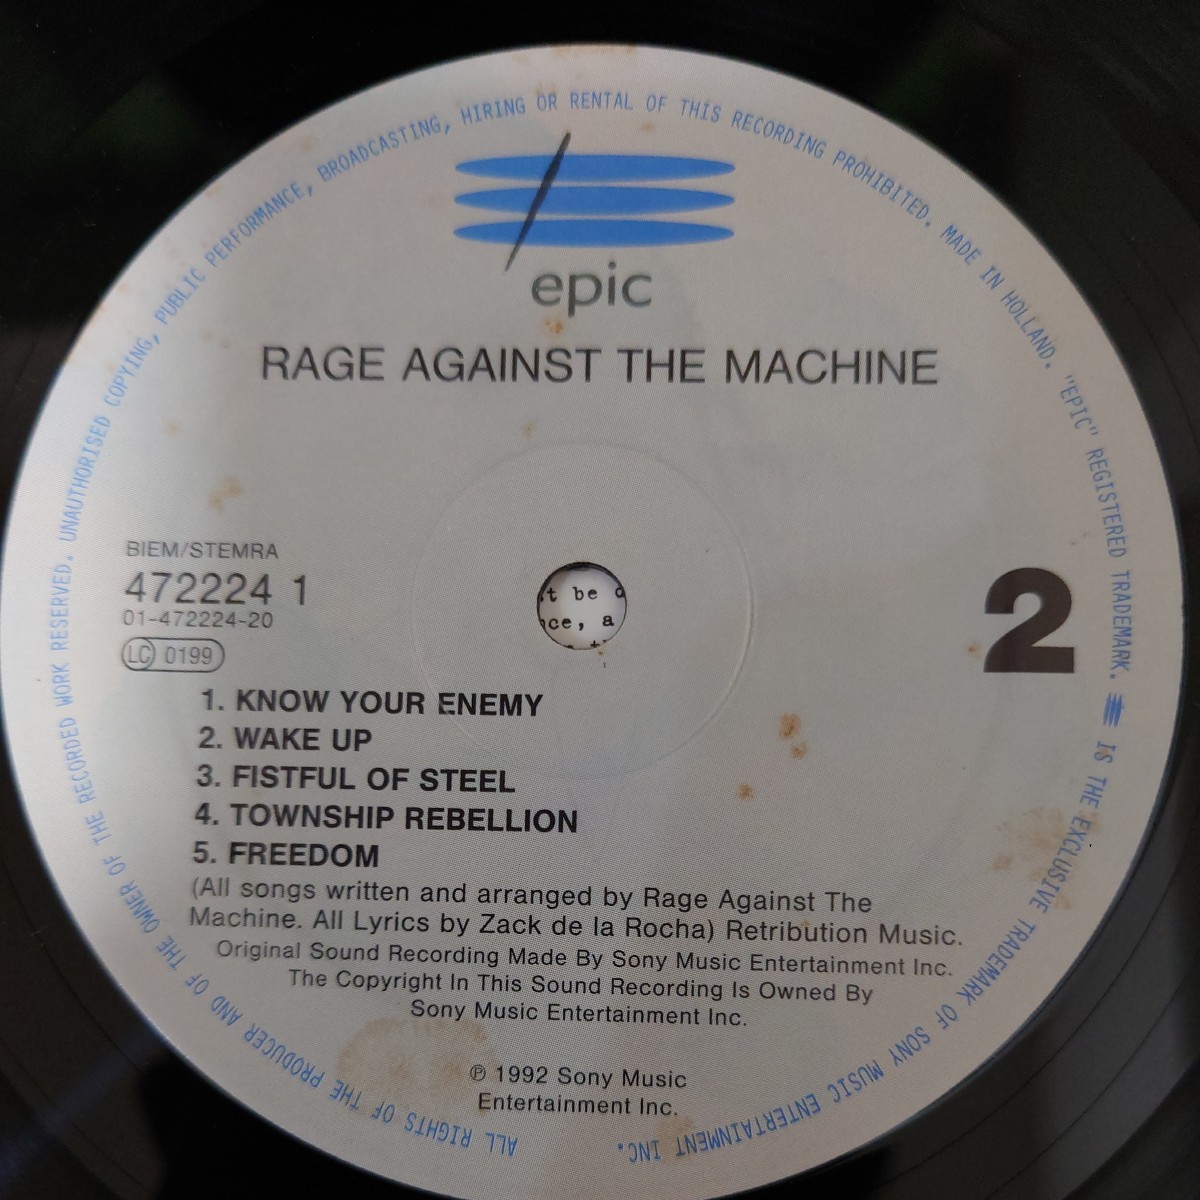 ALL RIGHTS OF THE PRODUCER AND OF THE OWNER OF THE RECORDED WORK RESERVED. UNAUTHORISED COPYING, PUBLIC PERFORMANCE, BROADCASTING, HIRING OR RENTAL OF THIS RECORDING PROHIBITED. MADE IN HOLLAND. "EPIC" REGISTERED TRADEMARK. IS THE EXCLUSIVE TRADEMARK OF SONY MUSIC ENTERTAINMENT INC.
epic
RAGE AGAINST THE MACHINE
BIEM/STEMRA
472224 1
01-472224-20
LC 0199
2
t be
ce, a
1. KNOW YOUR ENEMY
2. WAKE UP
3. FISTFUL OF STEEL
4. TOWNSHIP REBELLION
5. FREEDOM
(All songs written and arranged by Rage Against The
Machine. All Lyrics by Zack de la Rocha) Retribution Music.
Original Sound Recording Made By Sony Music Entertainment Inc.
The Copyright In This Sound Recording Is Owned By
Sony Music Entertainment Inc.
℗ 1992 Sony Music
Entertainment Inc.